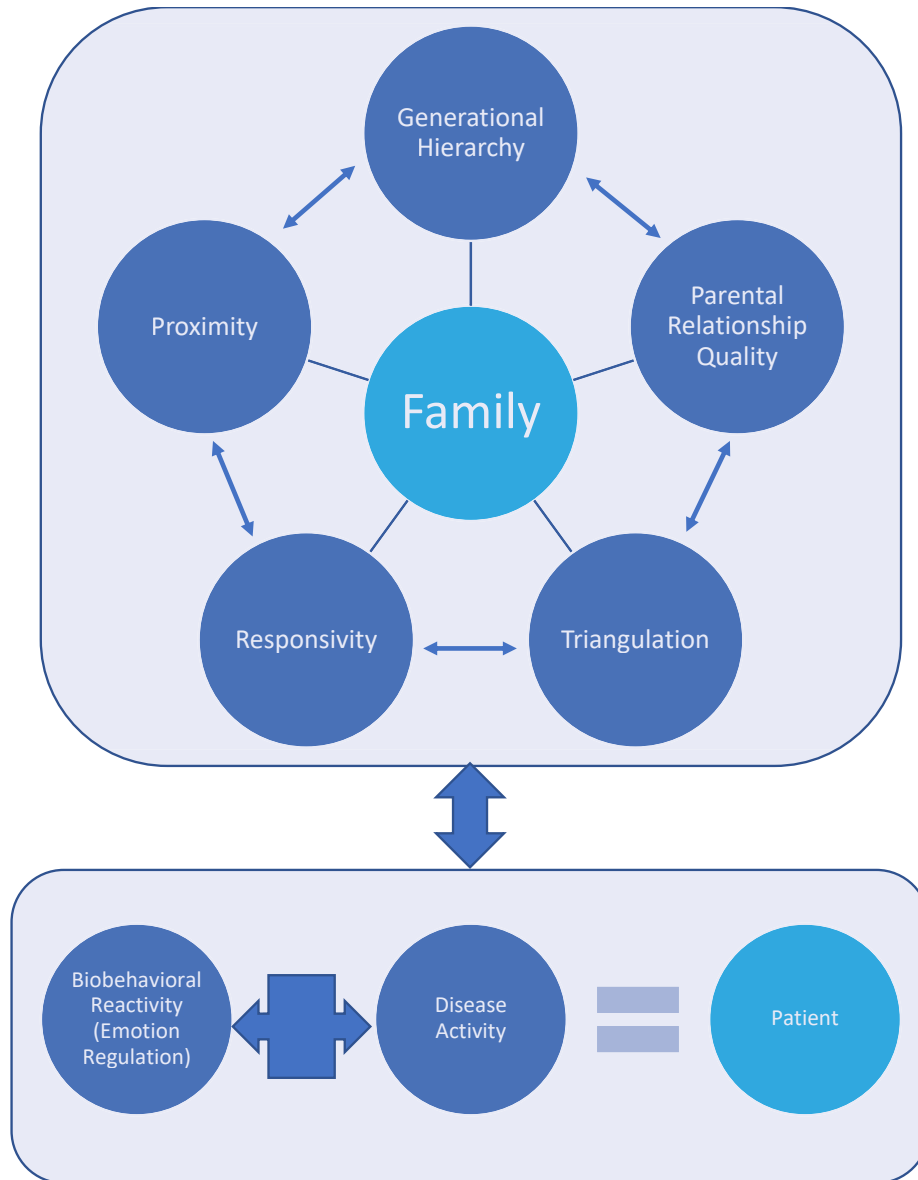 Generational
Hierarchy
Proximity
Parental
Relationship
Quality
Family
Responsivity
Triangulation
Biobehavioral
Reactivity
(Emotion
Regulation)
Disease
Activity
Patient